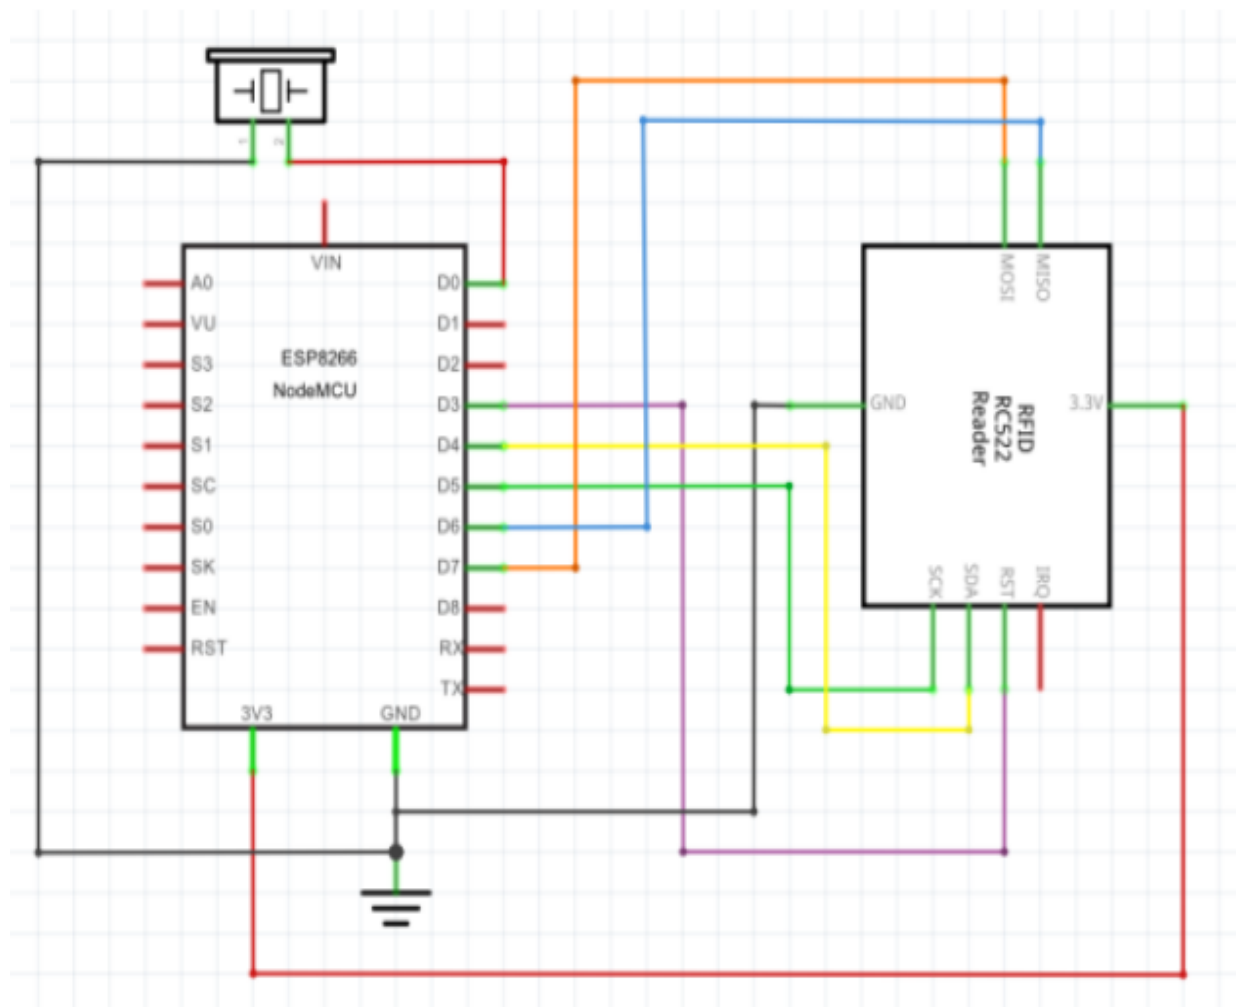 1 2
VIN
A0
VU
S3
S2
S1
SC
S0
SK
EN
RST
ESP8266
NodeMCU
D0
D1
D2
D3
D4
D5
D6
D7
D8
RX
TX
3V3
GND
MOSI
MISO
GND
RFID
RC522
Reader
3.3V
SCK
SDA
RST
IRQ